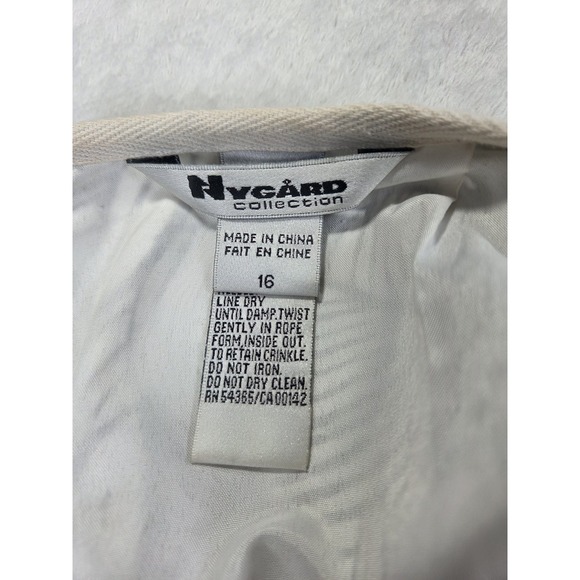 NYGÅRD
collection
MADE IN CHINA
FAIT EN CHINE
16
LINE DRY
UNTIL DAMP.TWIST
GENTLY IN ROPE
FORM,INSIDE OUT.
TO RETAIN CRINKLE.
DO NOT IRON.
DO NOT DRY CLEAN.
RN 54365/CA 00142